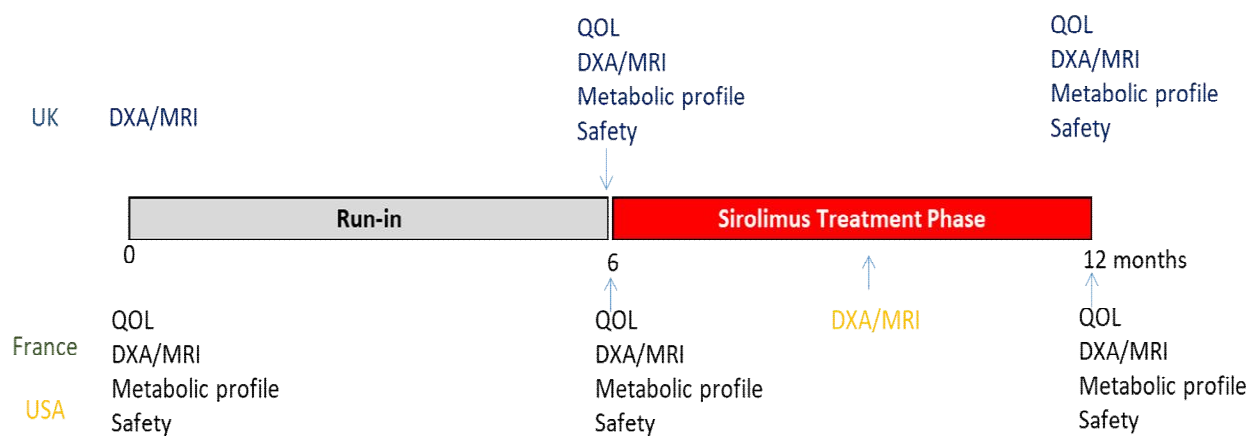 QOL
DXA/MRI
Metabolic profile
Safety
QOL
DXA/MRI
Metabolic profile
Safety
UK
DXA/MRI
Run-in
Sirolimus Treatment Phase
0
6
12 months
France
USA
QOL
DXA/MRI
Metabolic profile
Safety
QOL
DXA/MRI
Metabolic profile
Safety
DXA/MRI
QOL
DXA/MRI
Metabolic profile
Safety